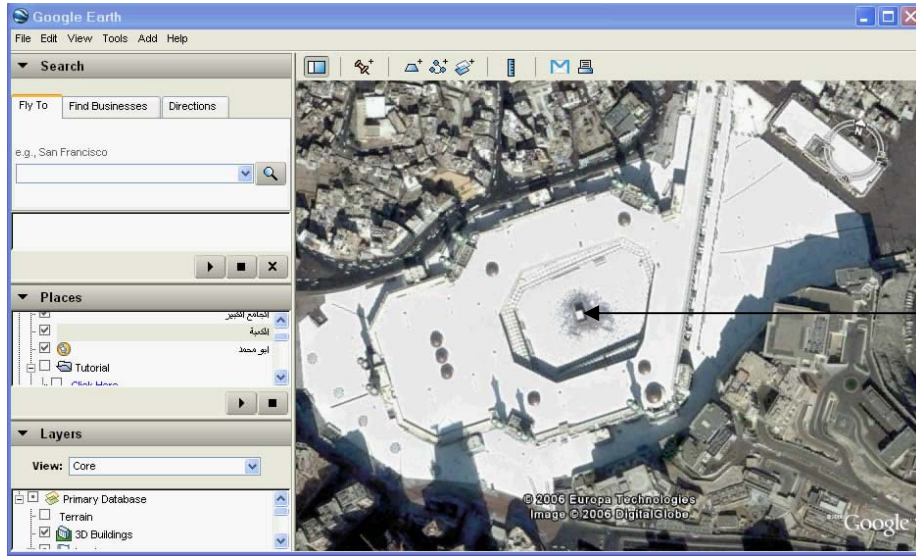 Google Earth
File Edit View Tools Add Help
Search
Fly To Find Businesses Directions
e.g., San Francisco
Places
الجامع الكبير
الكعبة
ابو محمد
Tutorial
Click Here
Layers
View: Core
Primary Database
Terrain
3D Buildings
N
© 2006 Europa Technologies
Image © 2006 DigitalGlobe
Google